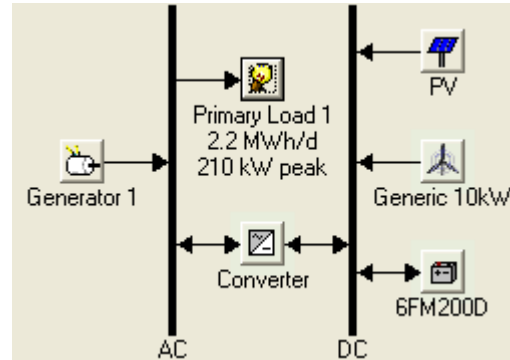 PV
Primary Load 1
2.2 MWh/d
210 kW peak
Generator 1
Generic 10kW
Converter
6FM200D
AC
DC